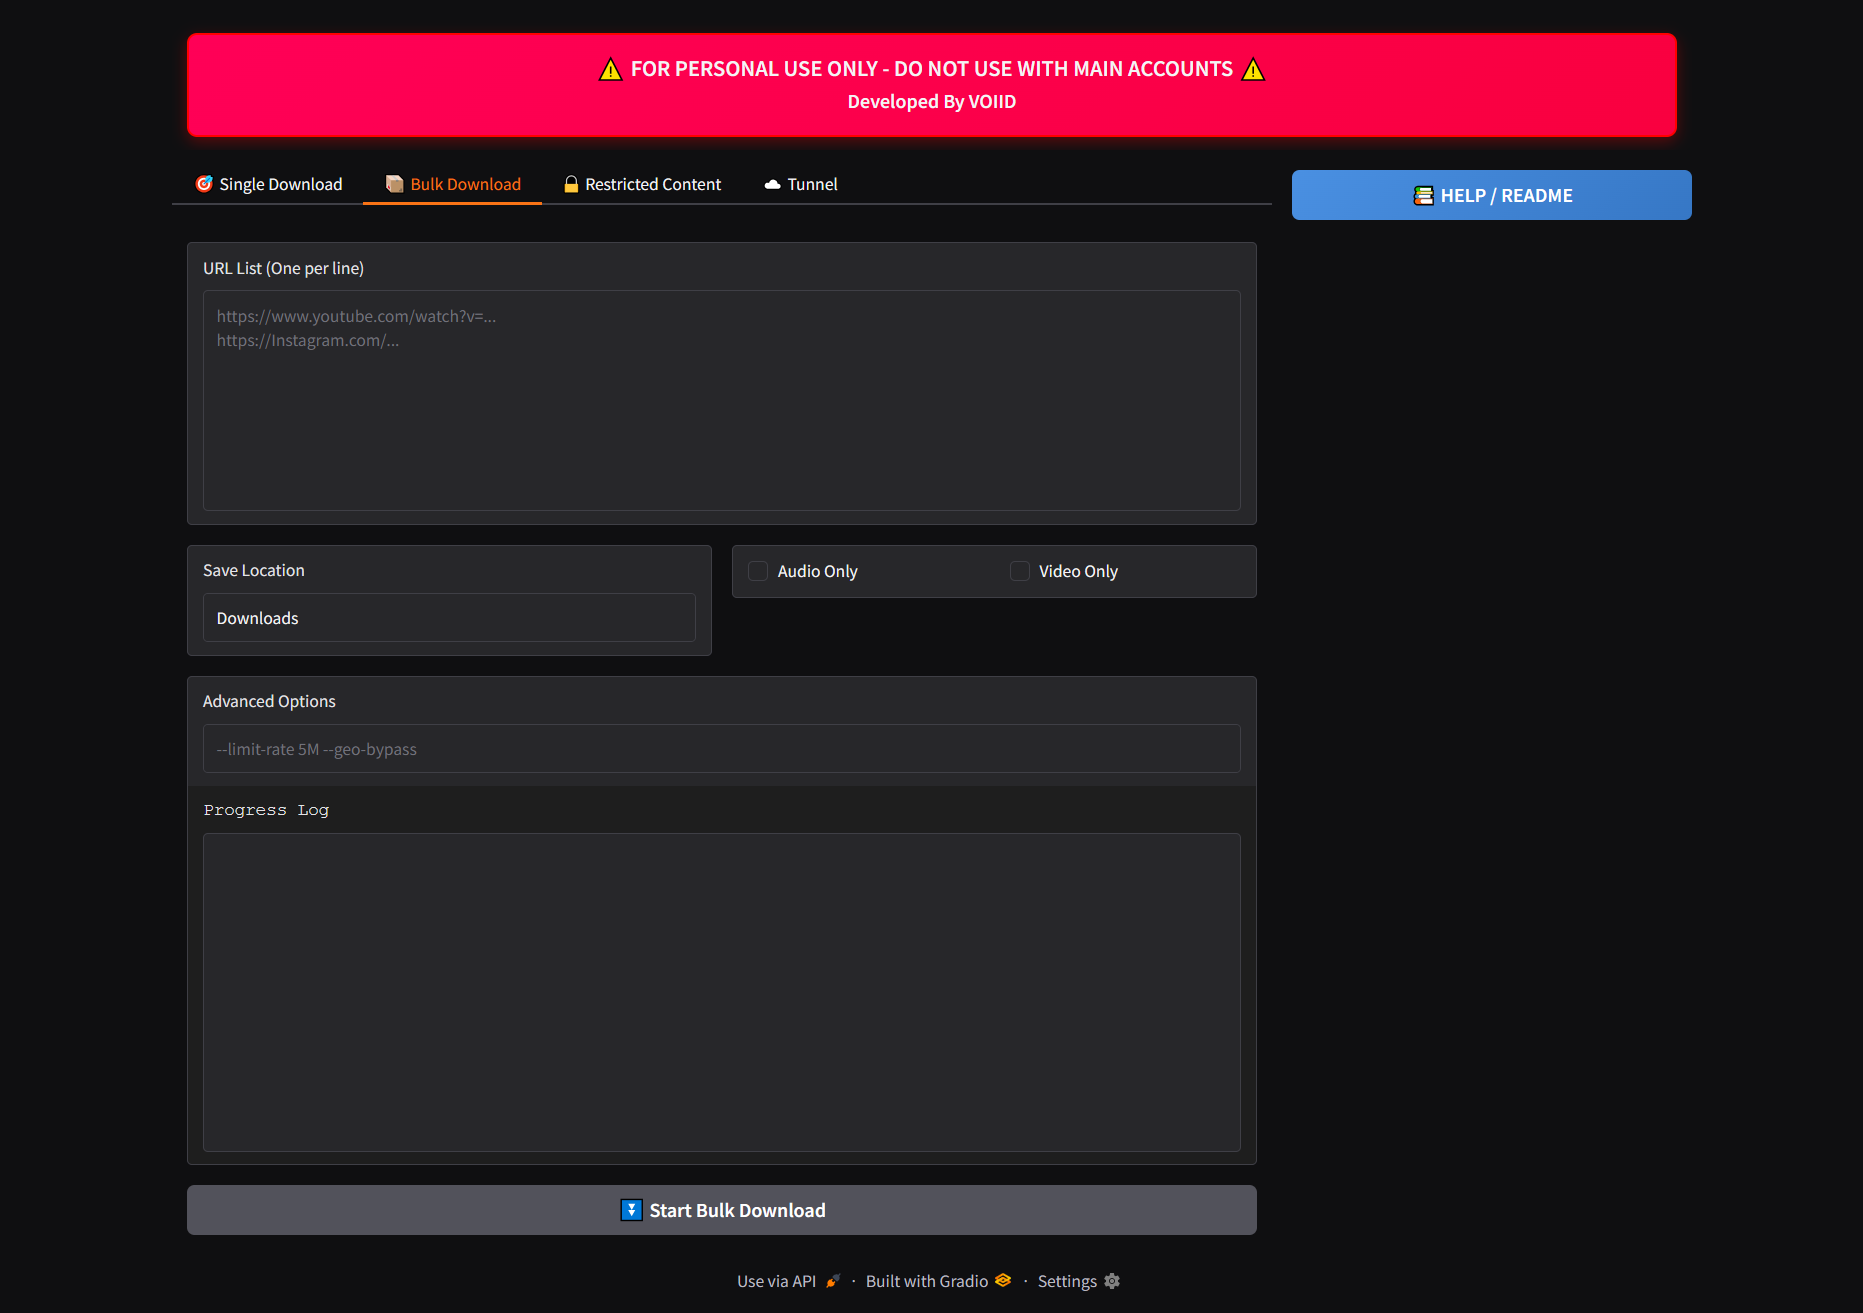 ⚠️ FOR PERSONAL USE ONLY - DO NOT USE WITH MAIN ACCOUNTS ⚠️
Developed By VOIID
🎯 Single Download
📦 Bulk Download
🔒 Restricted Content
☁️ Tunnel
📚 HELP / README
URL List (One per line)
https://www.youtube.com/watch?v=...
https://Instagram.com/...
Save Location
Downloads
Audio Only
Video Only
Advanced Options
--limit-rate 5M --geo-bypass
Progress Log
⏬ Start Bulk Download
Use via API 🚀 · Built with Gradio · Settings ⚙️